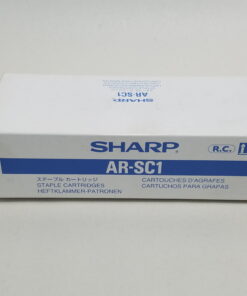 SHARP
AR-SC1
SHARP
R.C.
AR-SC1
ステープル・カートリッジ
STAPLE CARTRIDGES
HEFTKLAMMER-PATRONEN
CARTOUCHES D'AGRAFES
CARTUCHOS PARA GRAPAS